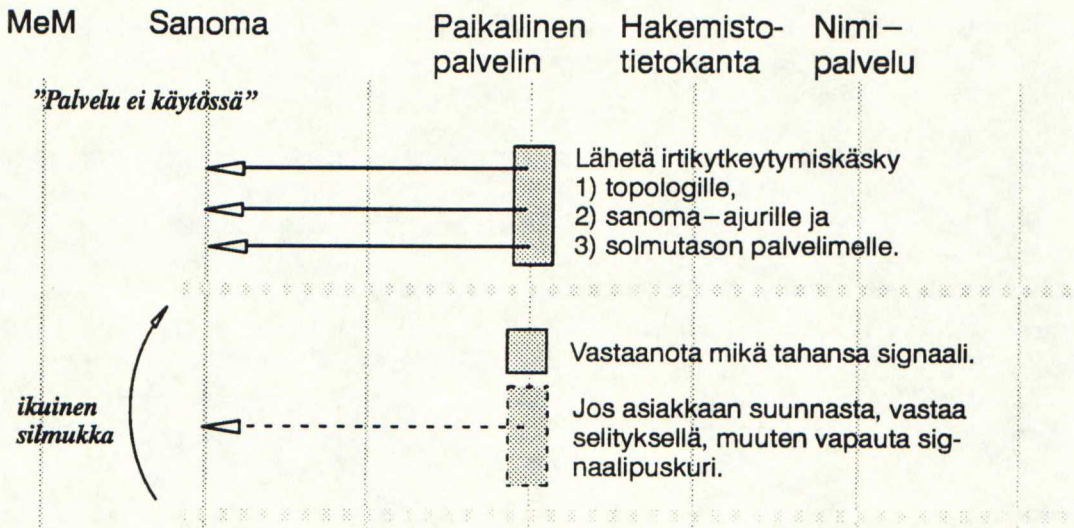 MeM Sanoma Paikallinen palvelin Hakemisto-tietokanta Nimi–palvelu
”Palvelu ei käytössä”
Lähetä irtikytkeytymiskäsky
1) topologille,
2) sanoma–ajurille ja
3) solmutason palvelimelle.
Vastaanota mikä tahansa signaali.
ikuinen
silmukka
Jos asiakkaan suunnasta, vastaa
selityksellä, muuten vapauta sig-
naalipuskuri.